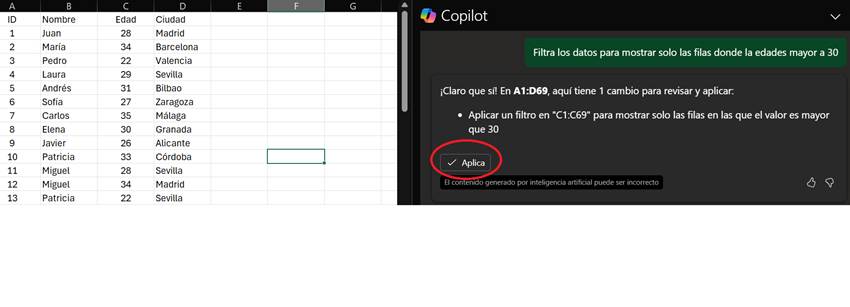 A B C D E F G
ID Nombre Edad Ciudad
1 Juan 28 Madrid
2 María 34 Barcelona
3 Pedro 22 Valencia
4 Laura 29 Sevilla
5 Andrés 31 Bilbao
6 Sofía 27 Zaragoza
7 Carlos 35 Málaga
8 Elena 30 Granada
9 Javier 26 Alicante
10 Patricia 33 Córdoba
11 Miguel 28 Sevilla
12 Miguel 34 Madrid
13 Patricia 22 Sevilla
Copilot
Filtra los datos para mostrar solo las filas donde la edades mayor a 30
¡Claro que sí! En A1:D69, aquí tiene 1 cambio para revisar y aplicar:
• Aplicar un filtro en "C1:C69" para mostrar solo las filas en las que el valor es mayor
que 30
Aplica
El contenido generado por inteligencia artificial puede ser incorrecto